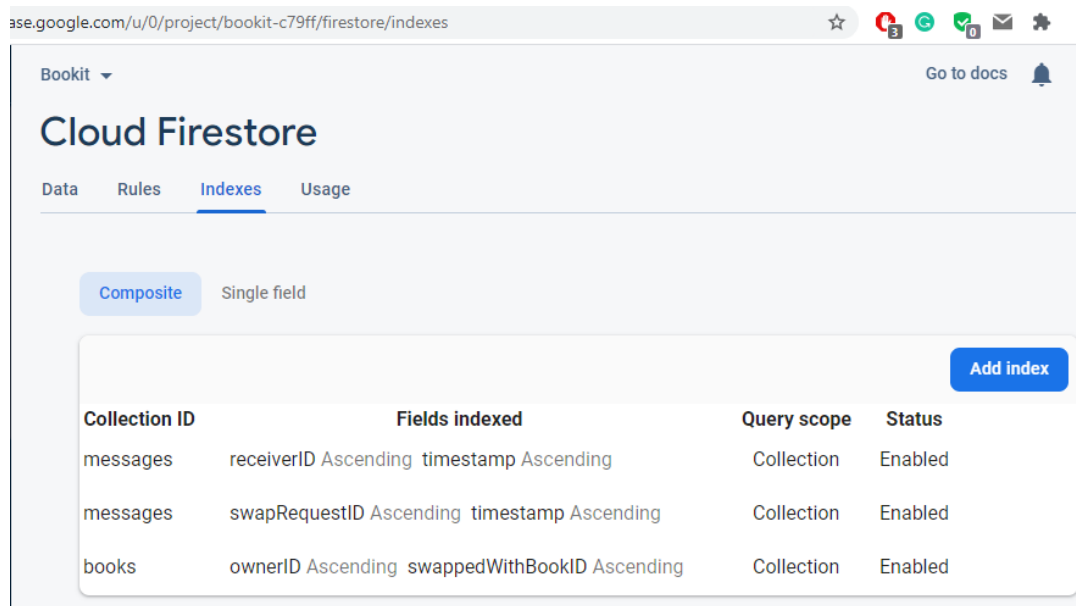 ase.google.com/u/0/project/bookit-c79ff/firestore/indexes 3 0
Bookit Go to docs
Cloud Firestore
Data Rules Indexes Usage
Composite Single field
Add index
Collection ID Fields indexed Query scope Status
messages receiverID Ascending timestamp Ascending Collection Enabled
messages swapRequestID Ascending timestamp Ascending Collection Enabled
books ownerID Ascending swappedWithBookID Ascending Collection Enabled